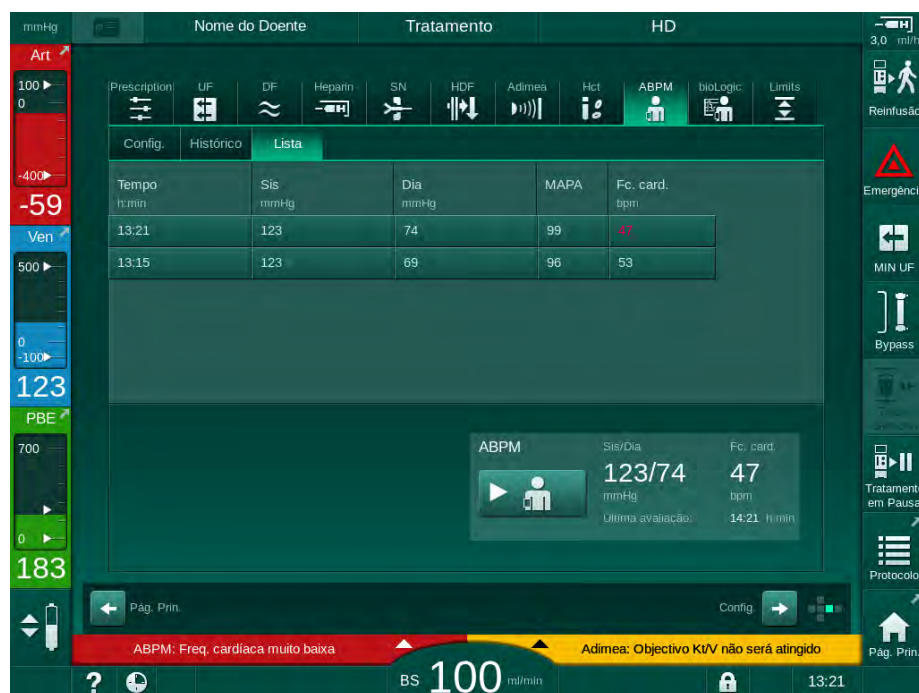 mmHg
Nome do Doente
Tratamento
HD
3,0 ml/h
Art
100
0
-400
-59
Ven
500
0
-100
123
PBE
700
0
183
Prescription
UF
DF
Heparin
SN
HDF
Adimea
Hct
ABPM
bioLogic
Limits
Config.
Histórico
Lista
Tempo Sis Dia MAPA Fc. card.
h:min mmHg mmHg bpm
13:21 123 74 99 47
13:15 123 69 96 53
ABPM
Sis/Dia
Fc. card.
123/74
47
mmHg
bpm
Última avaliação: 14:21 h:min
Pág. Prin.
Config.
Reinfusão
Emergênci
MIN UF
Bypass
Tratament
em Pausa
Protocolo
Pág. Prin.
ABPM: Freq. cardíaca muito baixa
Adimea: Objectivo Kt/V não será atingido
? BS 100 ml/min
13:21